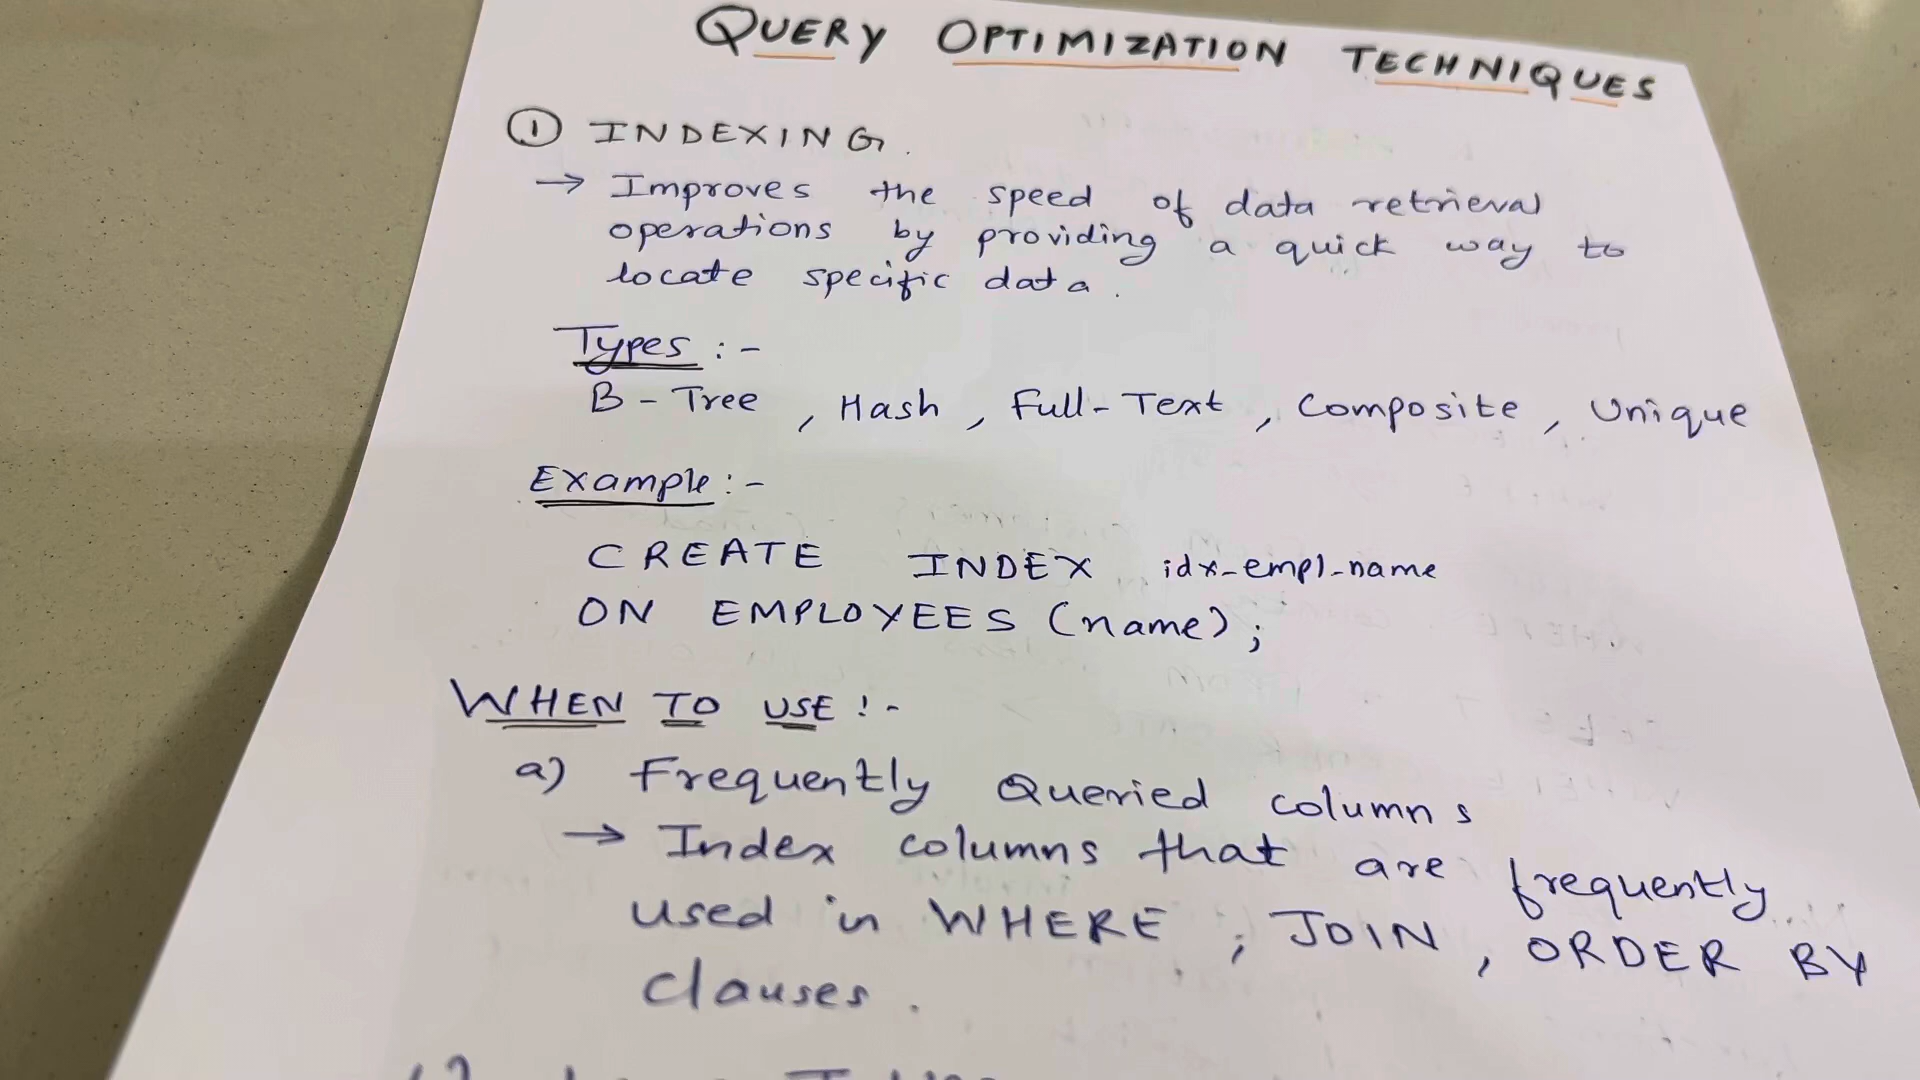 QUERY OPTIMIZATION TECHNIQUES
① INDEXING.
→ Improves the speed of data retrieval
operations by providing a quick way to
locate specific data.
Types :-
B-Tree, Hash, Full-Text, Composite, Unique
Example :-
CREATE INDEX idx_empl_name
ON EMPLOYEES (name);
WHEN TO USE :-
a) Frequently Queried columns
→ Index columns that are frequently
used in WHERE, JOIN, ORDER BY
clauses.